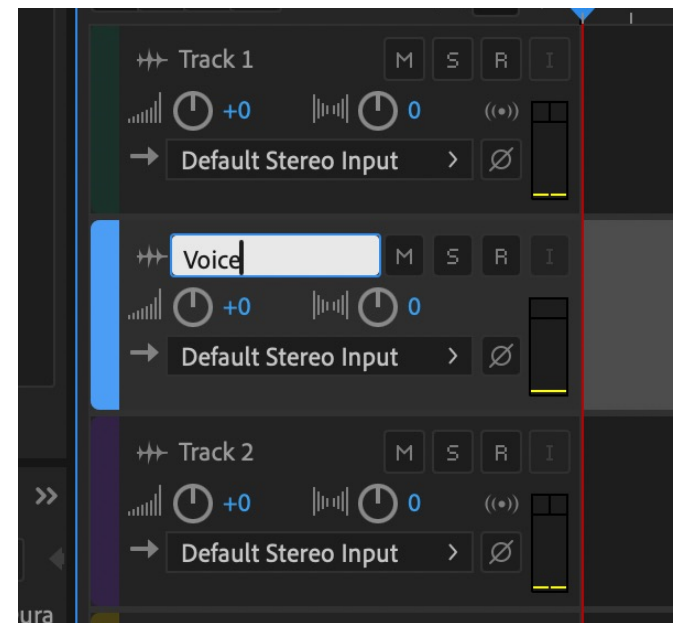 Track 1 M S R I
+0 0
Default Stereo Input
Voice M S R I
+0 0
Default Stereo Input
Track 2 M S R I
+0 0
Default Stereo Input
ura